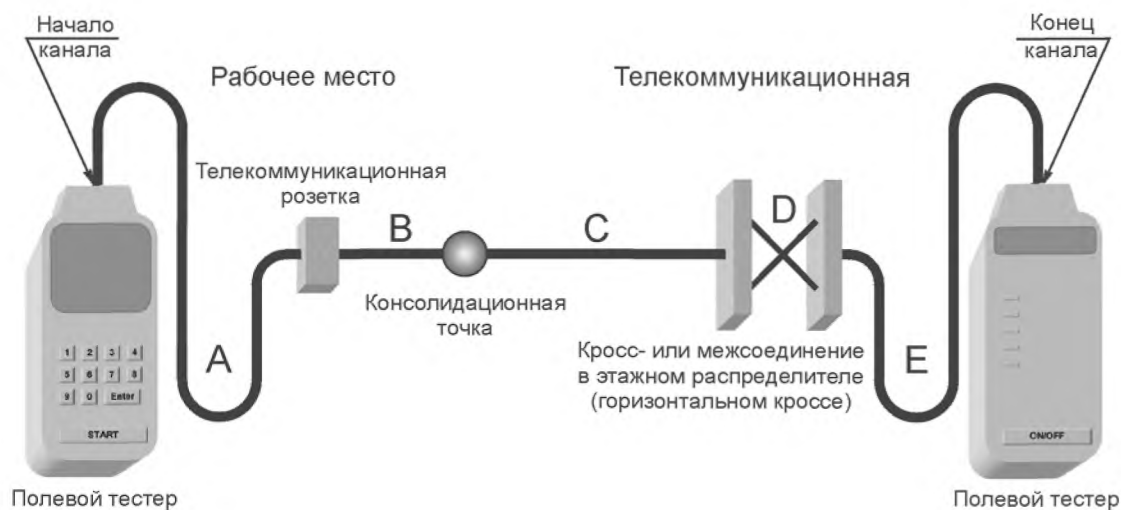 Начало
канала
Рабочее место
Телекоммуникационная
Конец
канала
Телекоммуникационная
розетка
B
C
D
Консолидационная
точка
A
E
Кросс- или межсоединение
в этажном распределителе
(горизонтальном кроссе)
1 2 3 4
5 6 7 8
9 0 Enter
START
ON/OFF
Полевой тестер
Полевой тестер